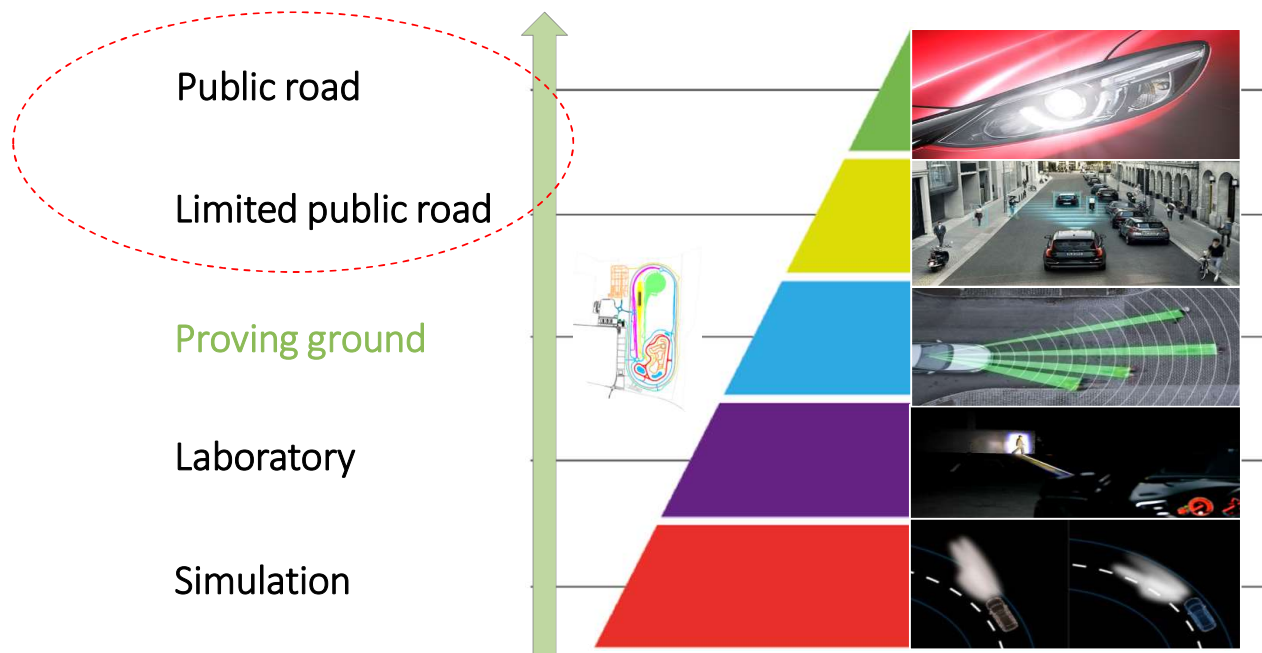 Public road
Limited public road
Proving ground
Laboratory
Simulation